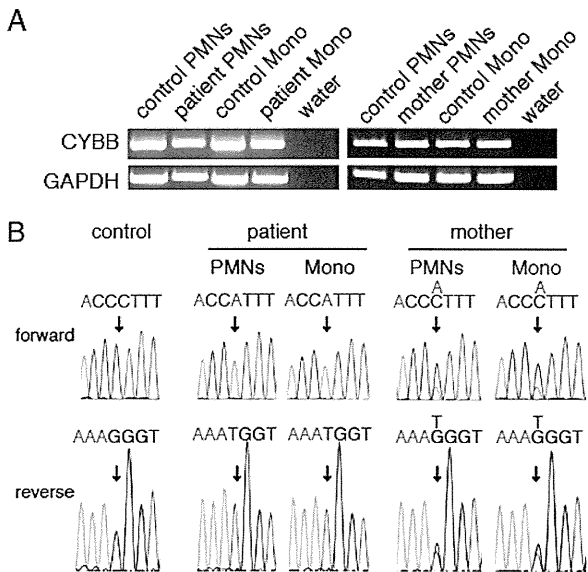 A
control PMNs patient PMNs control Mono patient Mono water control PMNs mother PMNs control Mono mother Mono water
CYBB
GAPDH
B
control patient mother
PMNs Mono PMNs Mono
A A
ACCCTTT ACCATTT ACCATTT ACCCTTT ACCCTTT
forward
T T
AAAGGGT AAATGGT AAATGGT AAAGGGT AAAGGGT
reverse